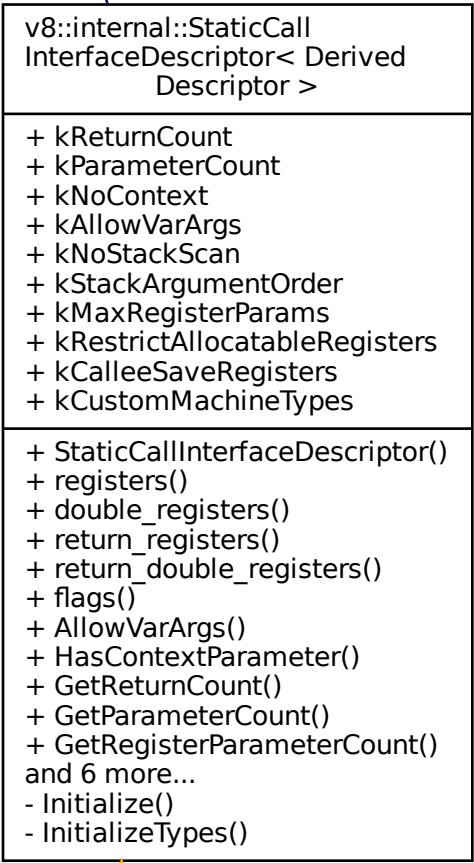 v8::internal::StaticCall
InterfaceDescriptor< Derived
Descriptor >
+ kReturnCount
+ kParameterCount
+ kNoContext
+ kAllowVarArgs
+ kNoStackScan
+ kStackArgumentOrder
+ kMaxRegisterParams
+ kRestrictAllocatableRegisters
+ kCalleeSaveRegisters
+ kCustomMachineTypes
+ StaticCallInterfaceDescriptor()
+ registers()
+ double_registers()
+ return_registers()
+ return_double_registers()
+ flags()
+ AllowVarArgs()
+ HasContextParameter()
+ GetReturnCount()
+ GetParameterCount()
+ GetRegisterParameterCount()
and 6 more...
- Initialize()
- InitializeTypes()